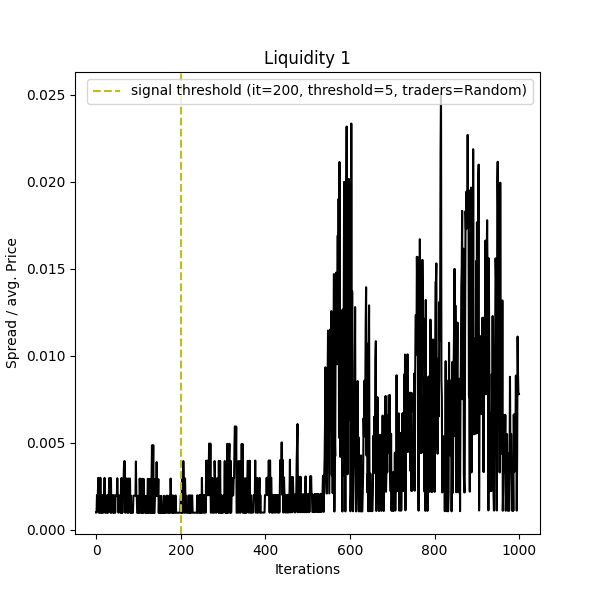 Liquidity 1
signal threshold (it=200, threshold=5, traders=Random)
Spread / avg. Price
0.025
0.020
0.015
0.010
0.005
0.000
0 200 400 600 800 1000
Iterations